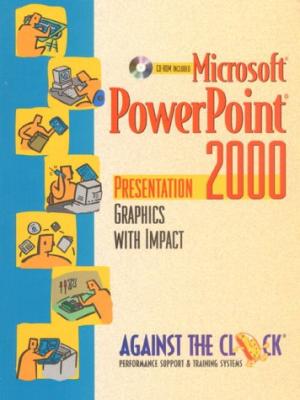 CD-ROM INCLUDED
Microsoft®
PowerPoint®
2000
PRESENTATION
GRAPHICS
WITH IMPACT
AGAINST THE CLOCK®
PERFORMANCE SUPPORT & TRAINING SYSTEMS